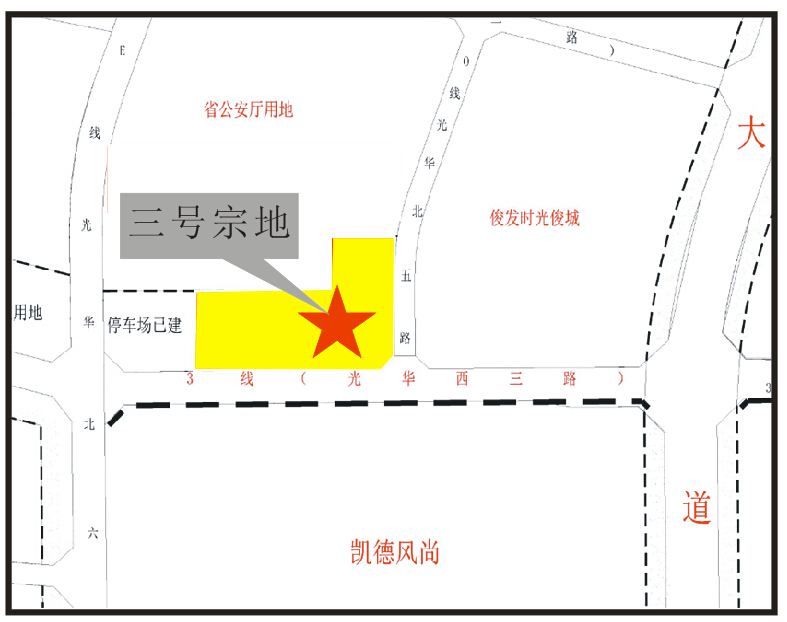 一路）
E线光华北六
0线光华北五路
大道
省公安厅用地
俊发时光俊城
三号宗地
用地
停车场已建
3线（光华西三路）
3
凯德风尚